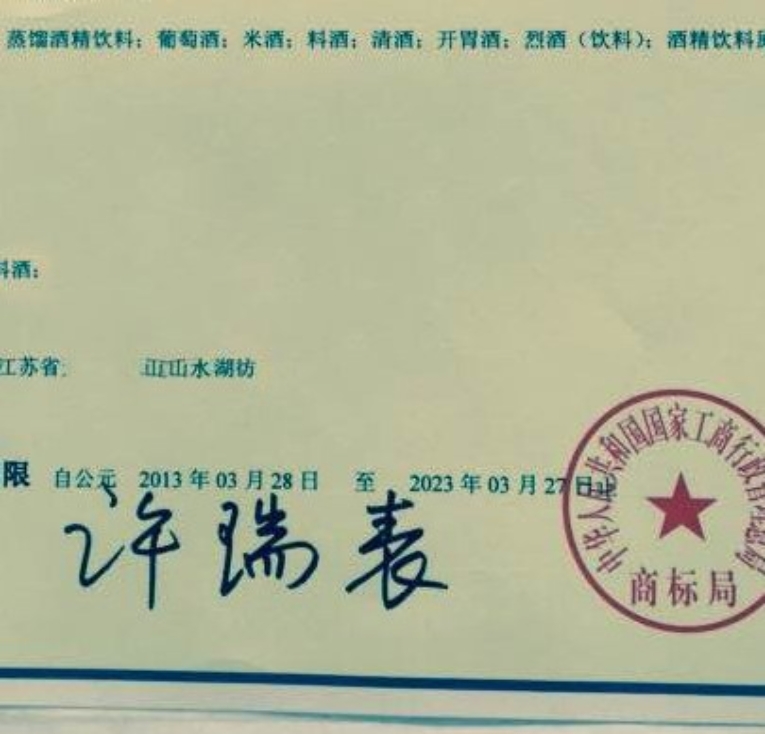 蒸馏酒精饮料；葡萄酒；米酒；料酒；清酒；开胃酒；烈酒（饮料）；酒精饮料原
料酒；
江苏省
山水湖坊
限 自公元 2013 年 03 月 28 日 至 2023 年 03 月 27 日止
许瑞表
中华人民共和国国家工商行政管理总局
商标局